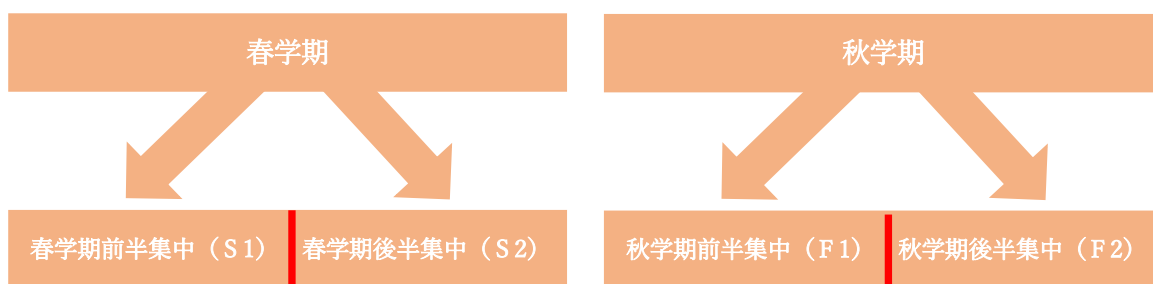 春学期
秋学期
春学期前半集中（S1）
春学期後半集中（S2）
秋学期前半集中（F1）
秋学期後半集中（F2）